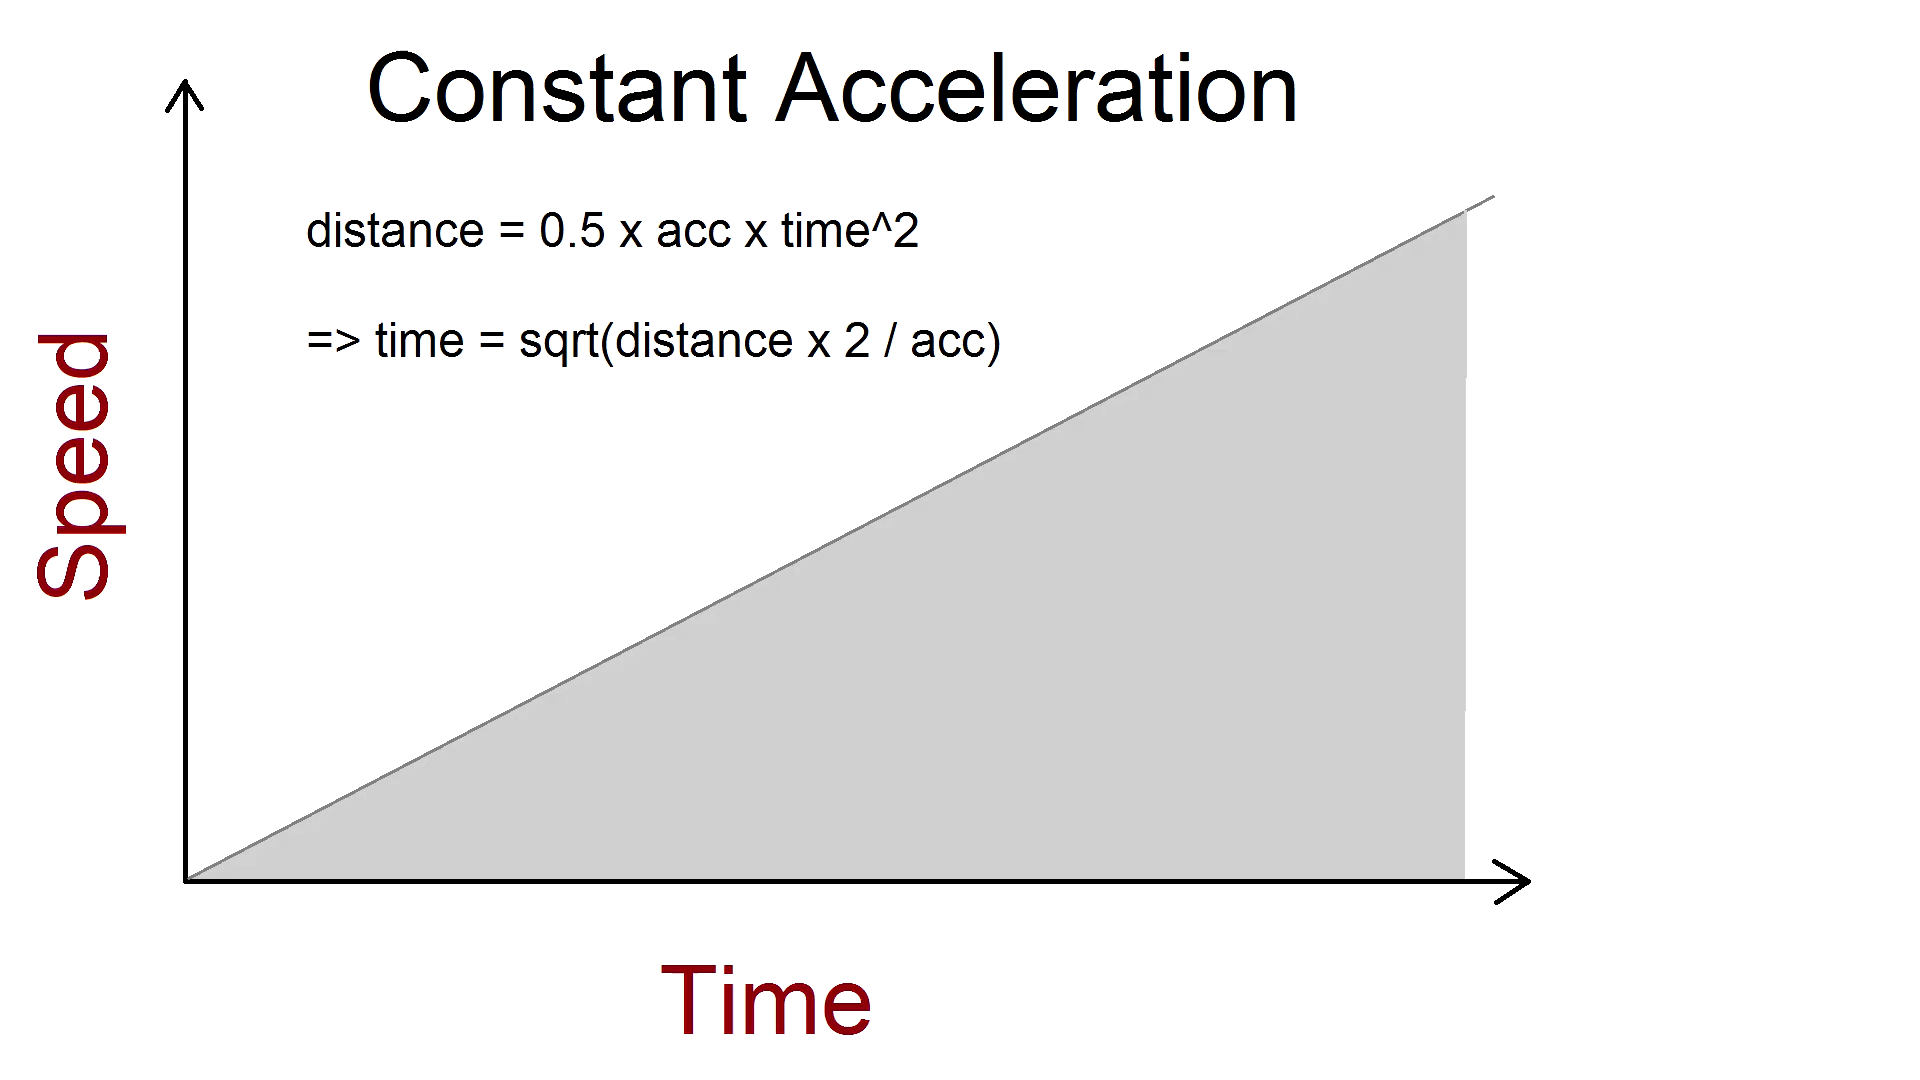 Constant Acceleration
distance = 0.5 x acc x time^2
=> time = sqrt(distance x 2 / acc)
Speed
Time